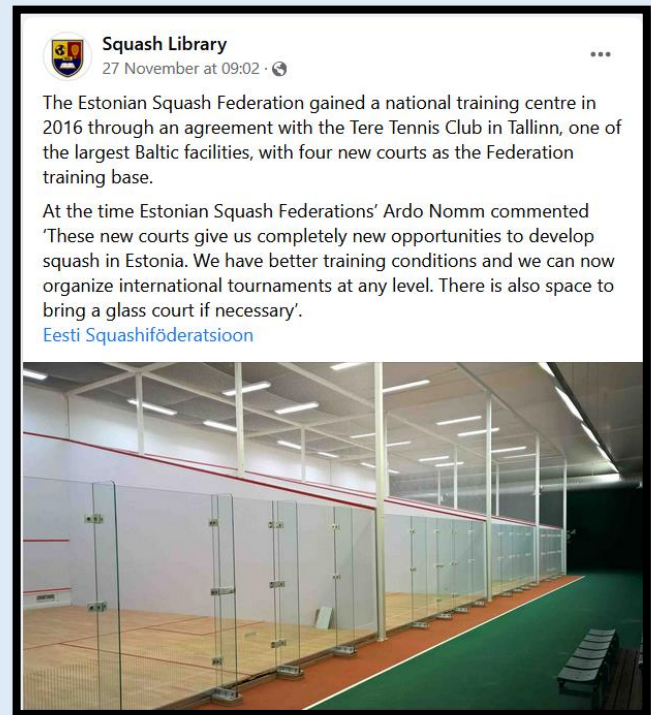 Squash Library
27 November at 09:02 ·
The Estonian Squash Federation gained a national training centre in
2016 through an agreement with the Tere Tennis Club in Tallinn, one of
the largest Baltic facilities, with four new courts as the Federation
training base.
At the time Estonian Squash Federations’ Ardo Nomm commented
‘These new courts give us completely new opportunities to develop
squash in Estonia. We have better training conditions and we can now
organize international tournaments at any level. There is also space to
bring a glass court if necessary’.
Eesti Squashiföderatsioon